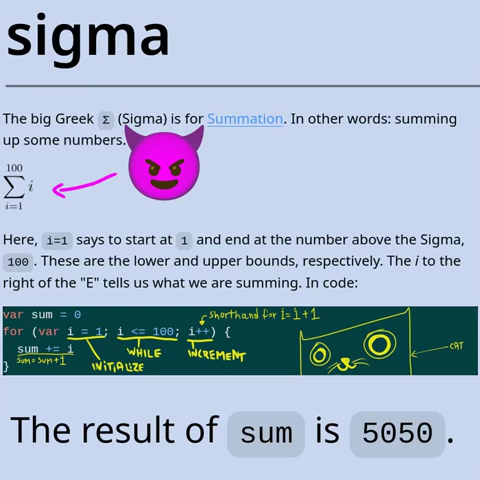 sigma
The big Greek Σ (Sigma) is for Summation. In other words: summing
up some numbers.
100
∑ i
i=1
Here, i=1 says to start at 1 and end at the number above the Sigma,
100. These are the lower and upper bounds, respectively. The i to the
right of the "E" tells us what we are summing. In code:
shorthand for i = i + 1
var sum = 0
for (var i = 1; i <= 100; i++) {
sum += i
sum = sum + 1
WHILE
INCREMENT
INITIALIZE
}
CAT
The result of sum is 5050.